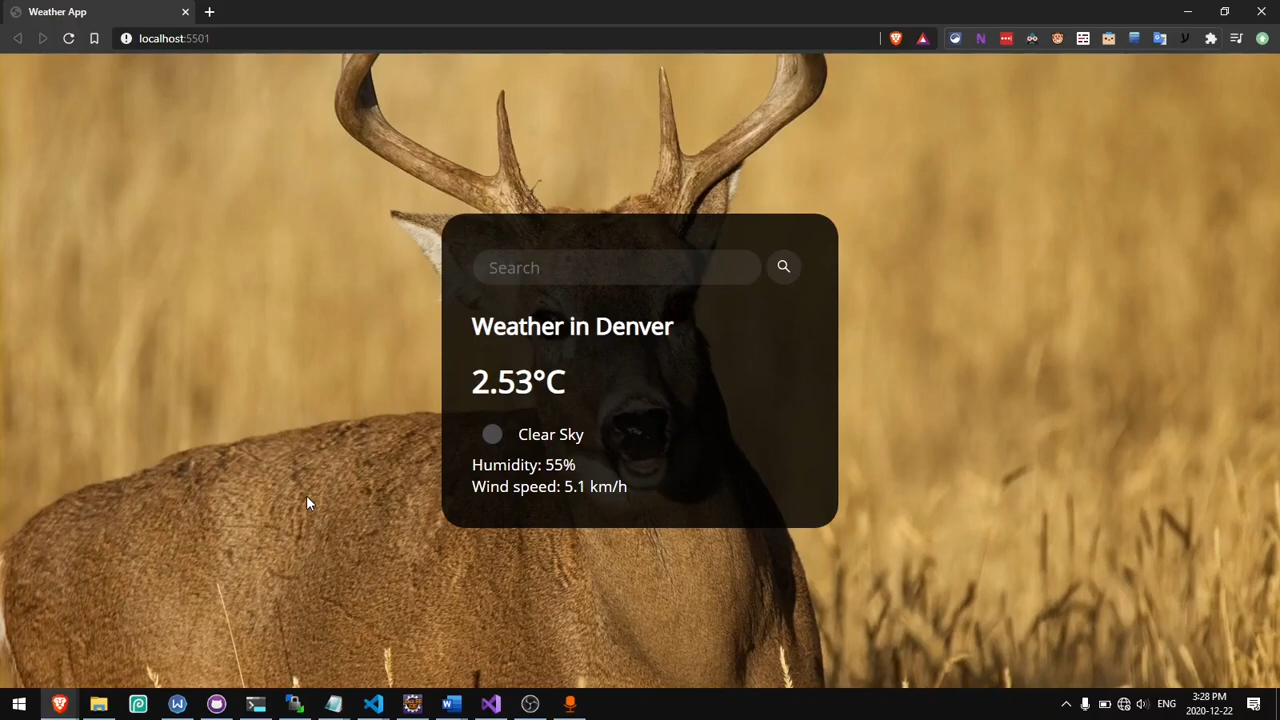 Weather App
localhost:5501
Search
Weather in Denver
2.53°C
Clear Sky
Humidity: 55%
Wind speed: 5.1 km/h
ENG
3:28 PM
2020-12-22